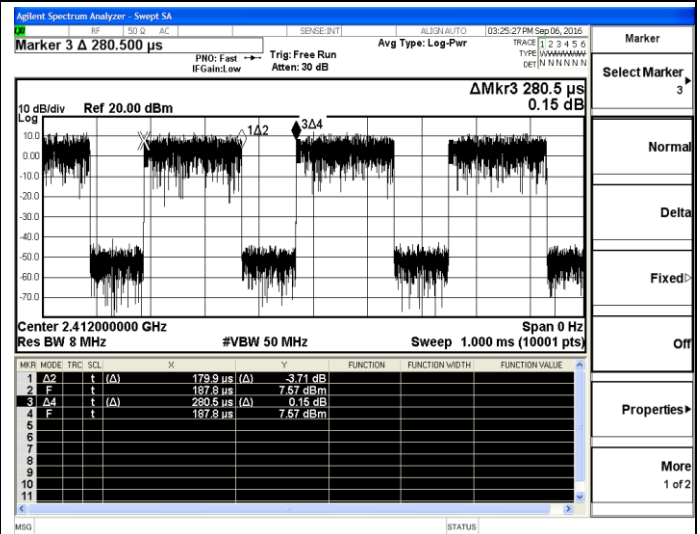 Agilent Spectrum Analyzer - Swept SA
RF 50 Ω AC SENSE:INT ALIGN AUTO 03:25:27 PM Sep 06, 2016
Marker 3 Δ 280.500 µs
PNO: Fast
IFGain:Low
Trig: Free Run
Atten: 30 dB
Avg Type: Log-Pwr
TRACE 1 2 3 4 5 6
TYPE
DET N N N N N N
ΔMkr3 280.5 µs
0.15 dB
10 dB/div Ref 20.00 dBm
Log
10.0
0.00
-10.0
-20.0
-30.0
-40.0
-50.0
-60.0
-70.0
1Δ2
3Δ4
Center 2.412000000 GHz Span 0 Hz
Res BW 8 MHz #VBW 50 MHz Sweep 1.000 ms (10001 pts)
MKR MODE TRC SCL X Y FUNCTION FUNCTION WIDTH FUNCTION VALUE
1 Δ2 t (Δ) 179.9 µs (Δ) -3.71 dB
2 F t 187.8 µs 7.57 dBm
3 Δ4 t (Δ) 280.5 µs (Δ) 0.15 dB
4 F t 187.8 µs 7.57 dBm
5
6
7
8
9
10
11
MSG STATUS
Marker
Select Marker
3
Normal
Delta
Fixed
Off
Properties
More
1 of 2